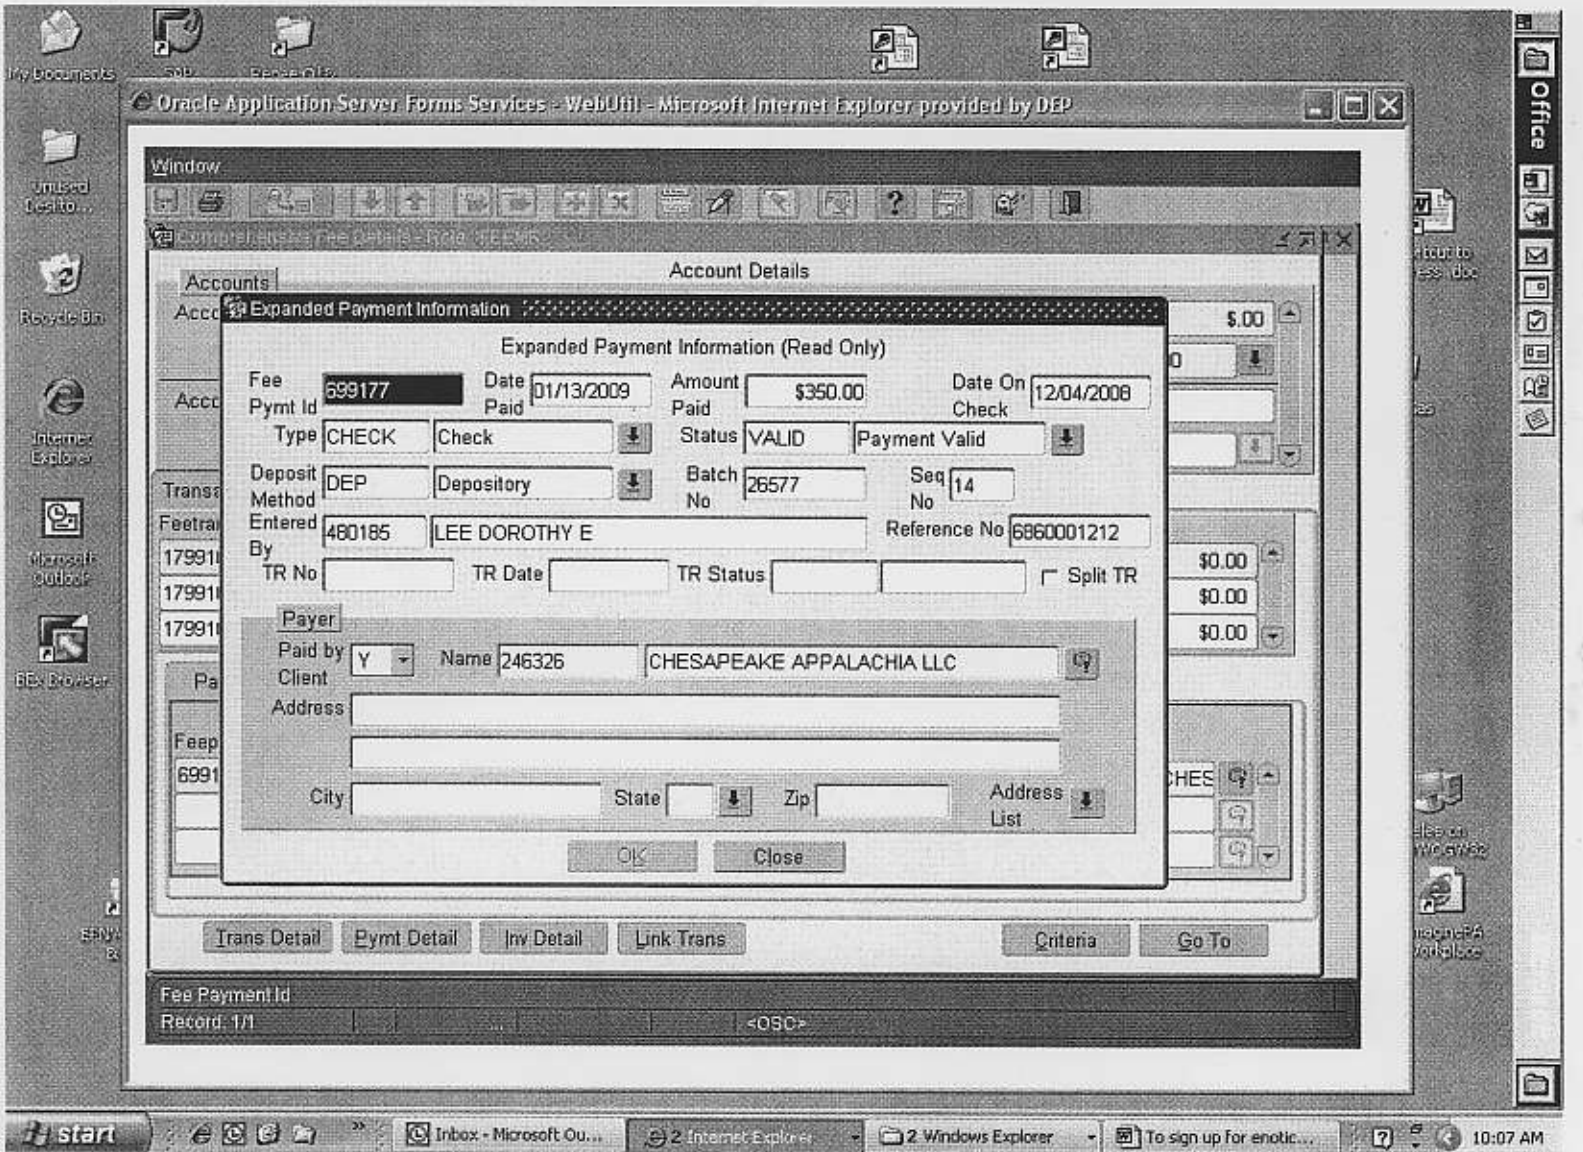 My Documents
Oracle Application Server Forms Services - WebUtil - Microsoft Internet Explorer provided by DEP
Office
Window
Unused
Deskto...
Account Details
Accounts
Recycle Bin
Expanded Payment Information
$.00
Expanded Payment Information (Read Only)
Fee Pymt Id 699177 Date Paid 01/13/2009 Amount Paid $350.00 Date On Check 12/04/2008
Type CHECK Check Status VALID Payment Valid
Internet
Explorer
Deposit Method DEP Depository Batch No 26577 Seq No 14
Entered By 480185 LEE DOROTHY E Reference No 6860001212
TR No TR Date TR Status Split TR
Microsoft
Outlook
$0.00
$0.00
$0.00
Payer
Paid by Client Y Name 246326 CHESAPEAKE APPALACHIA LLC
BEx Browser
Address
City State Zip Address List
CHES
OK Close
Trans Detail Pymt Detail Inv Detail Link Trans Criteria Go To
Fee Payment Id
Record: 1/1 ... <OSC>
start Inbox - Microsoft Ou... 2 Internet Explorer 2 Windows Explorer To sign up for enotic... 10:07 AM